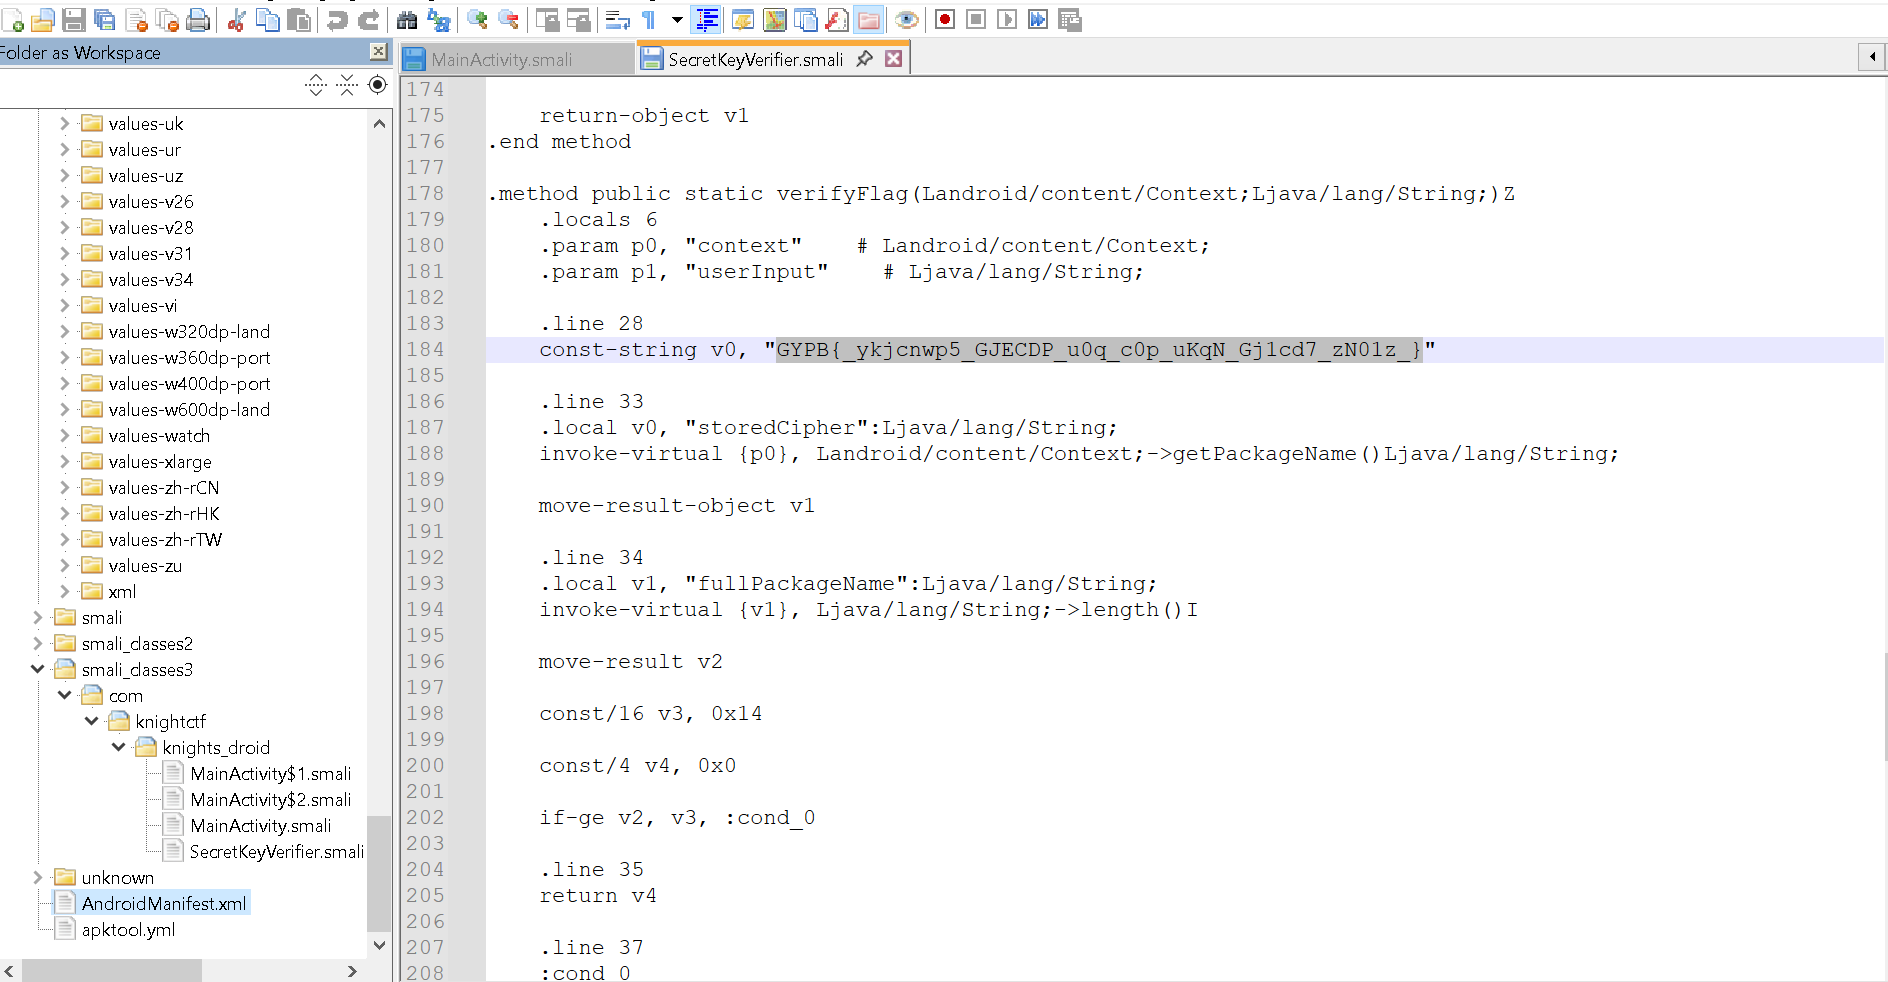 Folder as Workspace
values-uk
values-ur
values-uz
values-v26
values-v28
values-v31
values-v34
values-vi
values-w320dp-land
values-w360dp-port
values-w400dp-port
values-w600dp-land
values-watch
values-xlarge
values-zh-rCN
values-zh-rHK
values-zh-rTW
values-zu
xml
smali
smali_classes2
smali_classes3
com
knightctf
knights_droid
MainActivity$1.smali
MainActivity$2.smali
MainActivity.smali
SecretKeyVerifier.smali
unknown
AndroidManifest.xml
apktool.yml
MainActivity.smali
SecretKeyVerifier.smali
174
175 return-object v1
176 .end method
177
178 .method public static verifyFlag(Landroid/content/Context;Ljava/lang/String;)Z
179 .locals 6
180 .param p0, "context" # Landroid/content/Context;
181 .param p1, "userInput" # Ljava/lang/String;
182
183 .line 28
184 const-string v0, "GYPB{_ykjcnwp5_GJECDP_u0q_c0p_uKqN_Gj1cd7_zN01z_}"
185
186 .line 33
187 .local v0, "storedCipher":Ljava/lang/String;
188 invoke-virtual {p0}, Landroid/content/Context;->getPackageName()Ljava/lang/String;
189
190 move-result-object v1
191
192 .line 34
193 .local v1, "fullPackageName":Ljava/lang/String;
194 invoke-virtual {v1}, Ljava/lang/String;->length()I
195
196 move-result v2
197
198 const/16 v3, 0x14
199
200 const/4 v4, 0x0
201
202 if-ge v2, v3, :cond_0
203
204 .line 35
205 return v4
206
207 .line 37
208 :cond_0